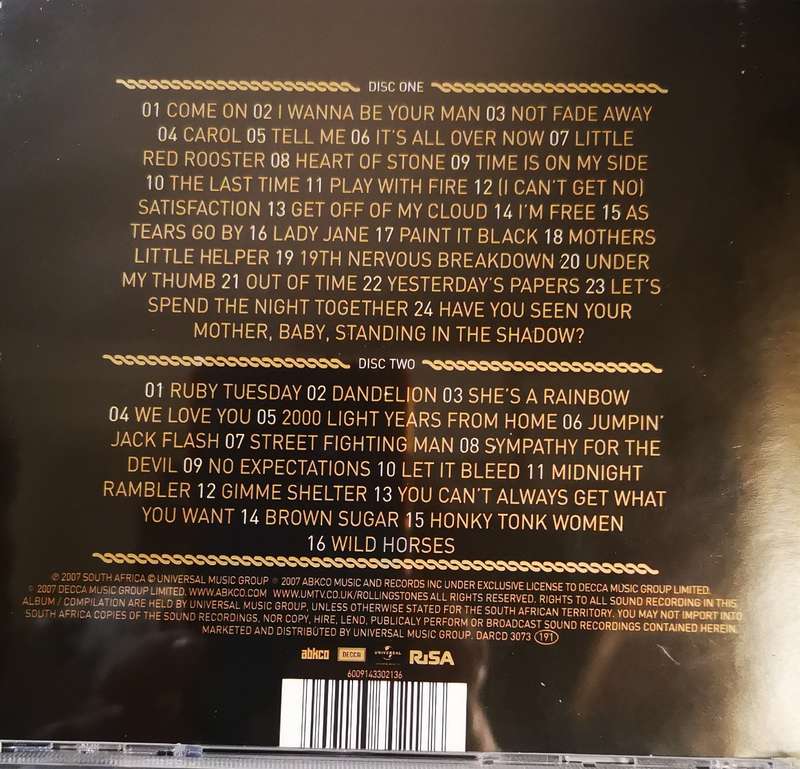 DISC ONE
01 COME ON 02 I WANNA BE YOUR MAN 03 NOT FADE AWAY
04 CAROL 05 TELL ME 06 IT'S ALL OVER NOW 07 LITTLE
RED ROOSTER 08 HEART OF STONE 09 TIME IS ON MY SIDE
10 THE LAST TIME 11 PLAY WITH FIRE 12 (I CAN'T GET NO)
SATISFACTION 13 GET OFF OF MY CLOUD 14 I'M FREE 15 AS
TEARS GO BY 16 LADY JANE 17 PAINT IT BLACK 18 MOTHERS
LITTLE HELPER 19 19TH NERVOUS BREAKDOWN 20 UNDER
MY THUMB 21 OUT OF TIME 22 YESTERDAY'S PAPERS 23 LET'S
SPEND THE NIGHT TOGETHER 24 HAVE YOU SEEN YOUR
MOTHER, BABY, STANDING IN THE SHADOW?
DISC TWO
01 RUBY TUESDAY 02 DANDELION 03 SHE'S A RAINBOW
04 WE LOVE YOU 05 2000 LIGHT YEARS FROM HOME 06 JUMPIN'
JACK FLASH 07 STREET FIGHTING MAN 08 SYMPATHY FOR THE
DEVIL 09 NO EXPECTATIONS 10 LET IT BLEED 11 MIDNIGHT
RAMBLER 12 GIMME SHELTER 13 YOU CAN'T ALWAYS GET WHAT
YOU WANT 14 BROWN SUGAR 15 HONKY TONK WOMEN
16 WILD HORSES
℗ 2007 SOUTH AFRICA © UNIVERSAL MUSIC GROUP ℗ 2007 ABKCO MUSIC AND RECORDS INC UNDER EXCLUSIVE LICENSE TO DECCA MUSIC GROUP LIMITED.
© 2007 DECCA MUSIC GROUP LIMITED. WWW.ABKCO.COM WWW.UMTV.CO.UK/ROLLINGSTONES ALL RIGHTS RESERVED. RIGHTS TO ALL SOUND RECORDING IN THIS
ALBUM / COMPILATION ARE HELD BY UNIVERSAL MUSIC GROUP, UNLESS OTHERWISE STATED FOR THE SOUTH AFRICAN TERRITORY. YOU MAY NOT IMPORT INTO
SOUTH AFRICA COPIES OF THE SOUND RECORDINGS, NOR COPY, HIRE, LEND, PUBLICALY PERFORM OR BROADCAST SOUND RECORDINGS CONTAINED HEREIN.
MARKETED AND DISTRIBUTED BY UNIVERSAL MUSIC GROUP. DARCD 3073 (191)
abkco DECCA UNIVERSAL RiSA
6009143302136